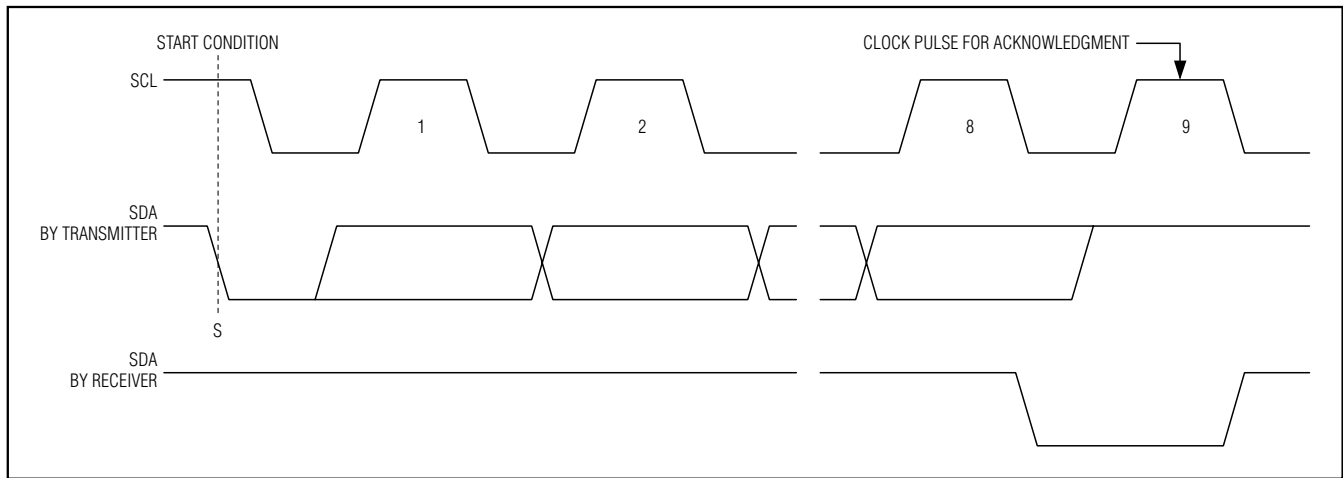 START CONDITION
CLOCK PULSE FOR ACKNOWLEDGMENT
SCL
1
2
8
9
SDA
BY TRANSMITTER
S
SDA
BY RECEIVER